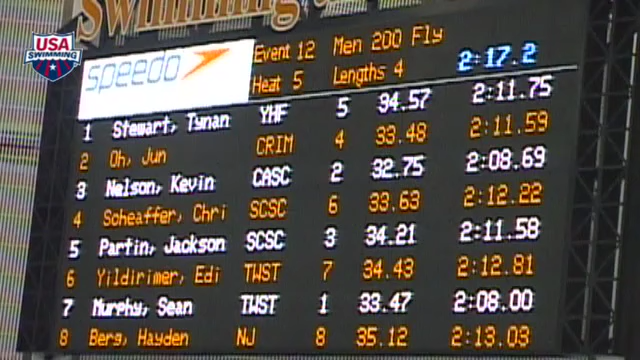 Swimming
USA
SWIMMING
speedo
Event 12 Men 200 Fly 2:17.2
Heat 5 Lengths 4
1 Stewart, Tynan YHF 5 34.57 2:11.75
2 Oh, Jun CRIM 4 33.48 2:11.59
3 Nelson, Kevin CASC 2 32.75 2:08.69
4 Scheaffer, Chri SCSC 6 33.63 2:12.22
5 Partin, Jackson SCSC 3 34.21 2:11.58
6 Yildirimer, Edi TWST 7 34.43 2:12.81
7 Murphy, Sean TWST 1 33.47 2:08.00
8 Berg, Hayden NJ 8 35.12 2:13.03